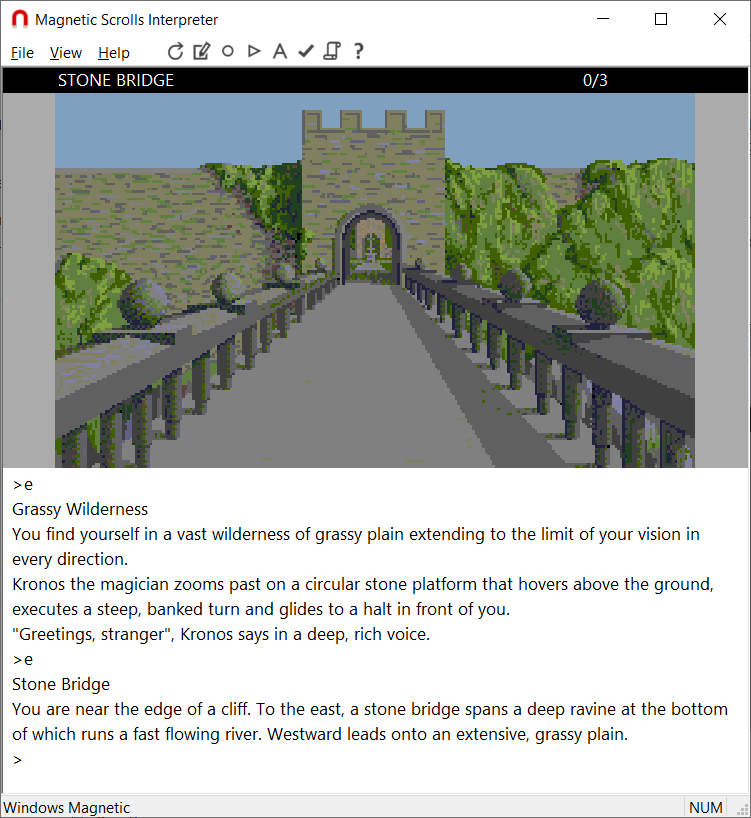 Magnetic Scrolls Interpreter
File View Help
STONE BRIDGE 0/3
>e
Grassy Wilderness
You find yourself in a vast wilderness of grassy plain extending to the limit of your vision in
every direction.
Kronos the magician zooms past on a circular stone platform that hovers above the ground,
executes a steep, banked turn and glides to a halt in front of you.
"Greetings, stranger", Kronos says in a deep, rich voice.
>e
Stone Bridge
You are near the edge of a cliff. To the east, a stone bridge spans a deep ravine at the bottom
of which runs a fast flowing river. Westward leads onto an extensive, grassy plain.
>
Windows Magnetic NUM